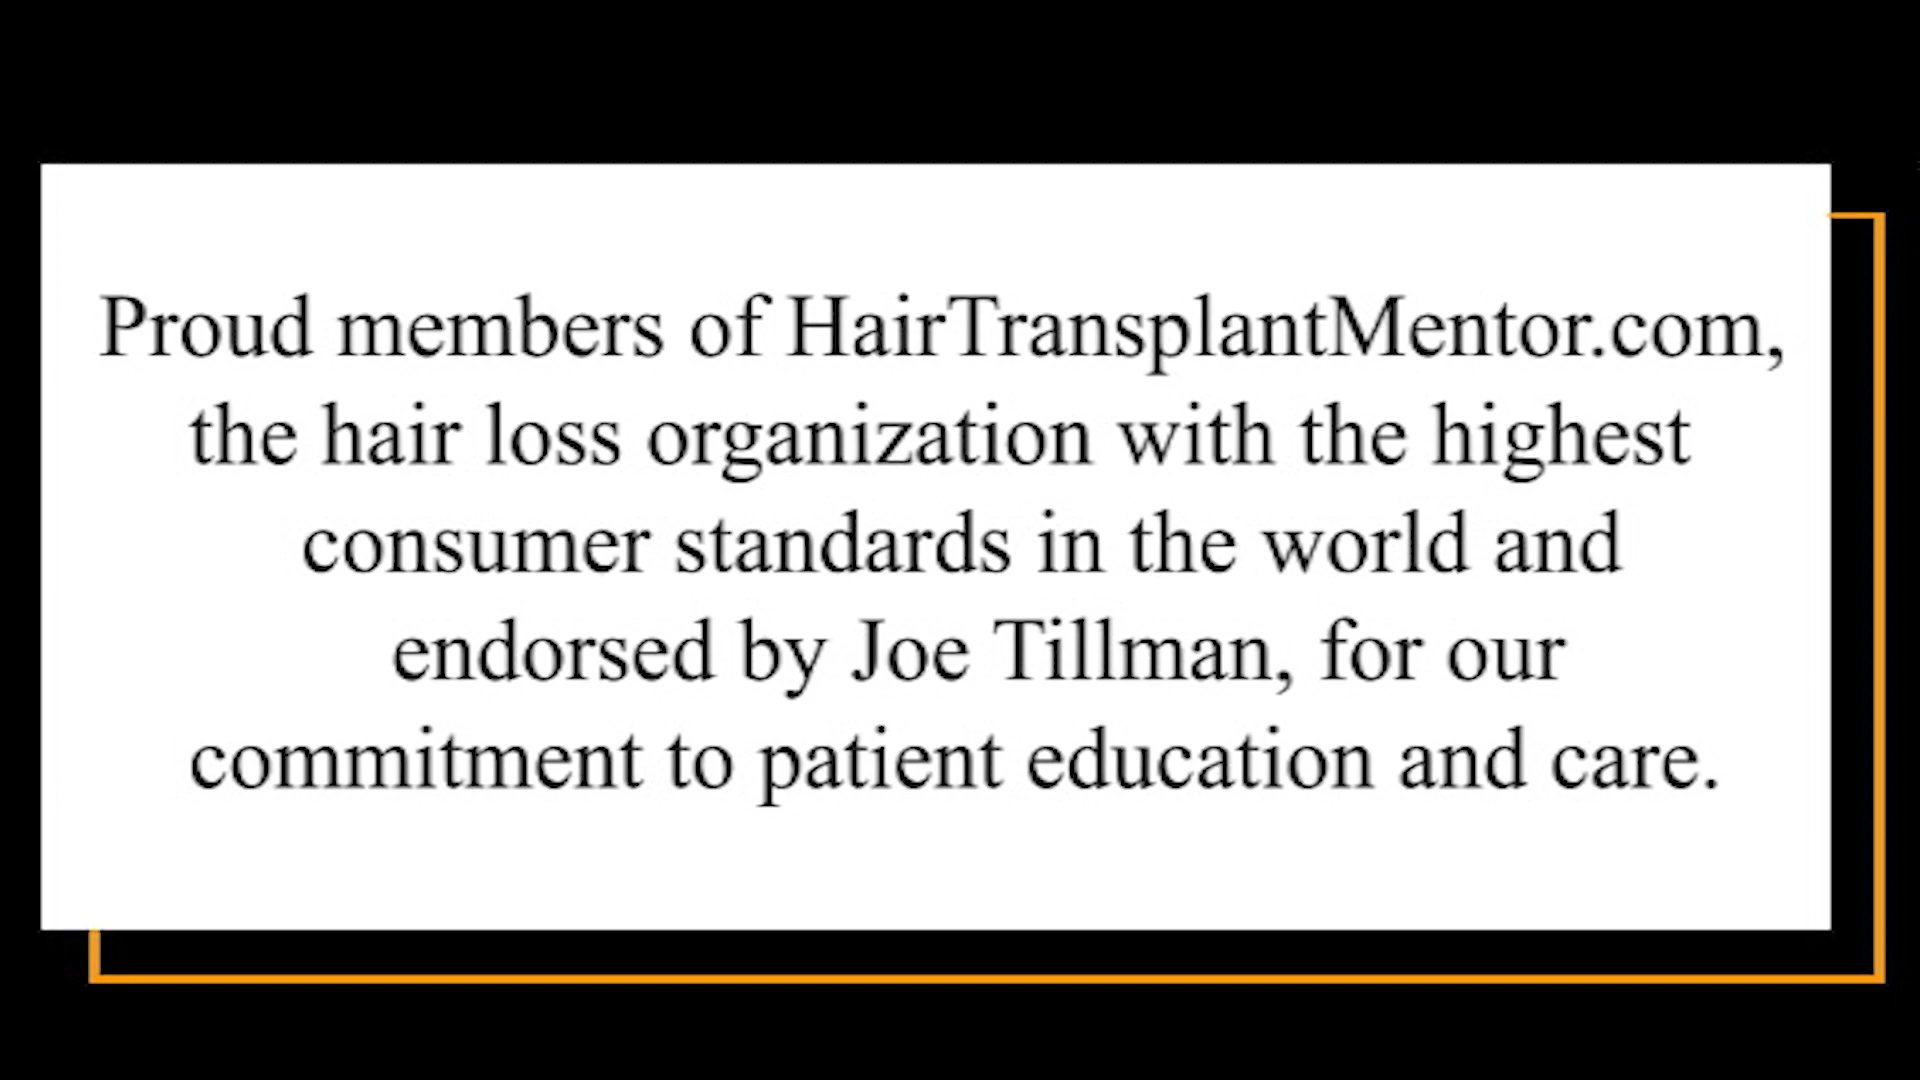 Proud members of HairTransplantMentor.com,
the hair loss organization with the highest
consumer standards in the world and
endorsed by Joe Tillman, for our
commitment to patient education and care.